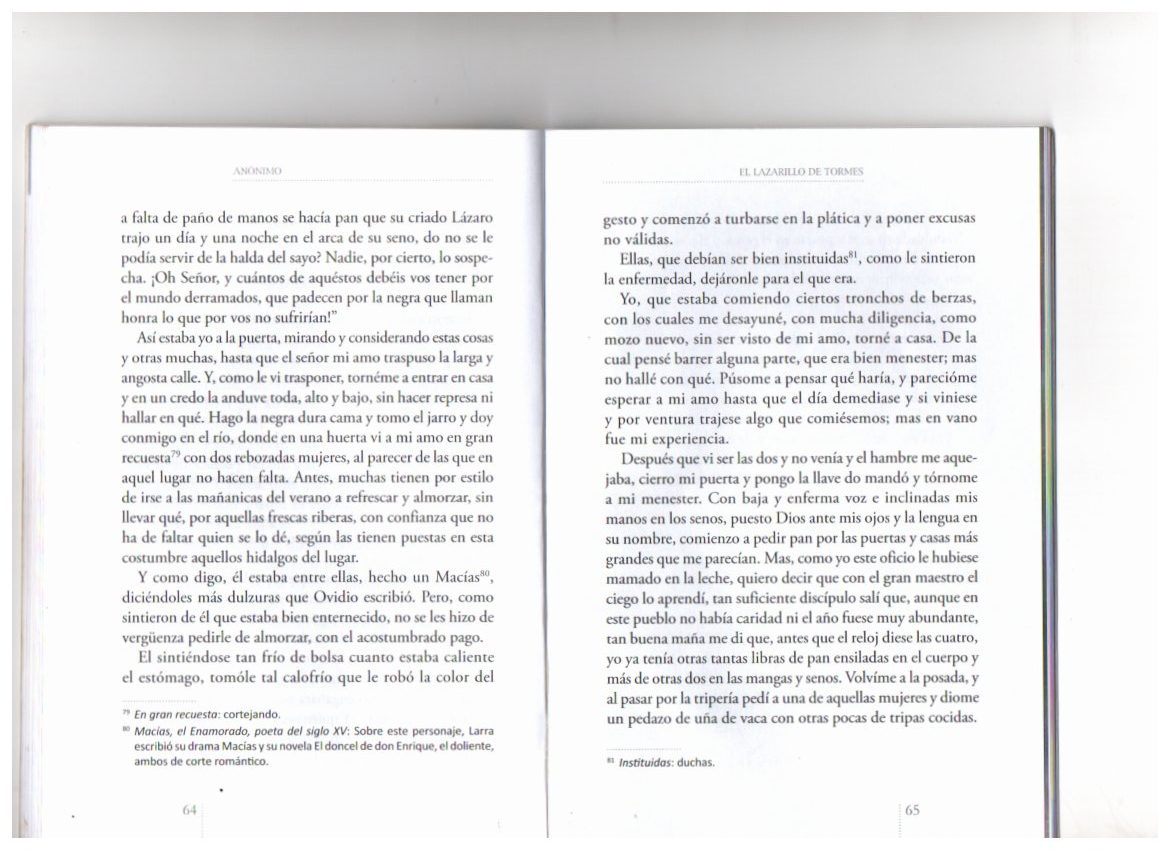 ANÓNIMO
a falta de paño de manos se hacía pan que su criado Lázaro
trajo un día y una noche en el arca de su seno, do no se le
podía servir de la halda del sayo? Nadie, por cierto, lo sospe-
cha. ¡Oh Señor, y cuántos de aquéstos debéis vos tener por
el mundo derramados, que padecen por la negra que llaman
honra lo que por vos no sufrirían!”
Así estaba yo a la puerta, mirando y considerando estas cosas
y otras muchas, hasta que el señor mi amo traspuso la larga y
angosta calle. Y, como le vi trasponer, tornéme a entrar en casa
y en un credo la anduve toda, alto y bajo, sin hacer represa ni
hallar en qué. Hago la negra dura cama y tomo el jarro y doy
conmigo en el río, donde en una huerta vi a mi amo en gran
recuesta⁷⁹ con dos rebozadas mujeres, al parecer de las que en
aquel lugar no hacen falta. Antes, muchas tienen por estilo
de irse a las mañanicas del verano a refrescar y almorzar, sin
llevar qué, por aquellas frescas riberas, con confianza que no
ha de faltar quien se lo dé, según las tienen puestas en esta
costumbre aquellos hidalgos del lugar.
Y como digo, él estaba entre ellas, hecho un Macías⁸⁰,
diciéndoles más dulzuras que Ovidio escribió. Pero, como
sintieron de él que estaba bien enternecido, no se les hizo de
vergüenza pedirle de almorzar, con el acostumbrado pago.
El sintiéndose tan frío de bolsa cuanto estaba caliente
el estómago, tomóle tal calofrío que le robó la color del
⁷⁹ En gran recuesta: cortejando.
⁸⁰ Macías, el Enamorado, poeta del siglo XV: Sobre este personaje, Larra
escribió su drama Macías y su novela El doncel de don Enrique, el doliente,
ambos de corte romántico.
64
EL LAZARILLO DE TORMES
gesto y comenzó a turbarse en la plática y a poner excusas
no válidas.
Ellas, que debían ser bien instituidas⁸¹, como le sintieron
la enfermedad, dejáronle para el que era.
Yo, que estaba comiendo ciertos tronchos de berzas,
con los cuales me desayuné, con mucha diligencia, como
mozo nuevo, sin ser visto de mi amo, torné a casa. De la
cual pensé barrer alguna parte, que era bien menester; mas
no hallé con qué. Púsome a pensar qué haría, y parecióme
esperar a mi amo hasta que el día demediase y si viniese
y por ventura trajese algo que comiésemos; mas en vano
fue mi experiencia.
Después que vi ser las dos y no venía y el hambre me aque-
jaba, cierro mi puerta y pongo la llave do mandó y tórnome
a mi menester. Con baja y enferma voz e inclinadas mis
manos en los senos, puesto Dios ante mis ojos y la lengua en
su nombre, comienzo a pedir pan por las puertas y casas más
grandes que me parecían. Mas, como yo este oficio le hubiese
mamado en la leche, quiero decir que con el gran maestro el
ciego lo aprendí, tan suficiente discípulo salí que, aunque en
este pueblo no había caridad ni el año fuese muy abundante,
tan buena maña me di que, antes que el reloj diese las cuatro,
yo ya tenía otras tantas libras de pan ensiladas en el cuerpo y
más de otras dos en las mangas y senos. Volvíme a la posada, y
al pasar por la tripería pedí a una de aquellas mujeres y diome
un pedazo de uña de vaca con otras pocas de tripas cocidas.
⁸¹ Instituidas: duchas.
65